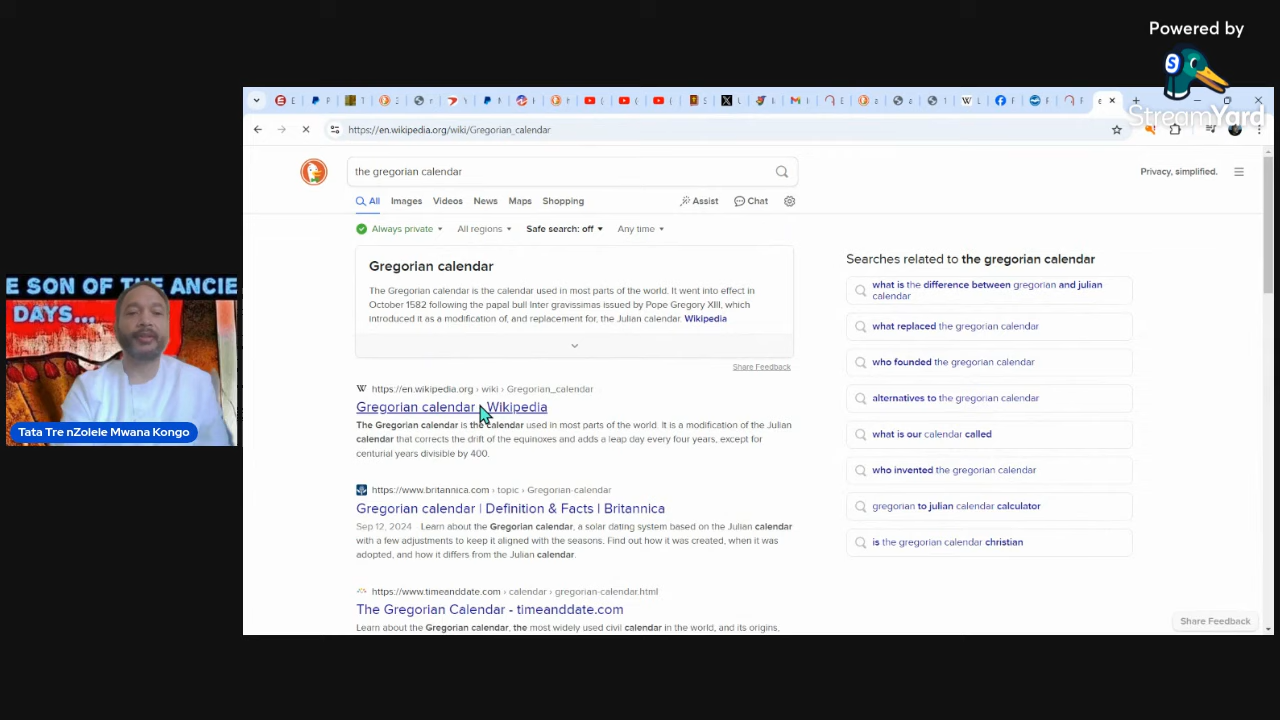 Powered by
StreamYard
https://en.wikipedia.org/wiki/Gregorian_calendar
the gregorian calendar
Privacy, simplified.
All
Images
Videos
News
Maps
Shopping
Assist
Chat
Always private
All regions
Safe search: off
Any time
Gregorian calendar
The Gregorian calendar is the calendar used in most parts of the world. It went into effect in
October 1582 following the papal bull Inter gravissimas issued by Pope Gregory XIII, which
introduced it as a modification of, and replacement for, the Julian calendar. Wikipedia
Share Feedback
https://en.wikipedia.org › wiki › Gregorian_calendar
Gregorian calendar - Wikipedia
The Gregorian calendar is the calendar used in most parts of the world. It is a modification of the Julian
calendar that corrects the drift of the equinoxes and adds a leap day every four years, except for
centurial years divisible by 400.
https://www.britannica.com › topic › Gregorian-calendar
Gregorian calendar | Definition & Facts | Britannica
Sep 12, 2024 Learn about the Gregorian calendar, a solar dating system based on the Julian calendar
with a few adjustments to keep it aligned with the seasons. Find out how it was created, when it was
adopted, and how it differs from the Julian calendar.
https://www.timeanddate.com › calendar › gregorian-calendar.html
The Gregorian Calendar - timeanddate.com
Learn about the Gregorian calendar, the most widely used civil calendar in the world, and its origins,
Searches related to the gregorian calendar
what is the difference between gregorian and julian
calendar
what replaced the gregorian calendar
who founded the gregorian calendar
alternatives to the gregorian calendar
what is our calendar called
who invented the gregorian calendar
gregorian to julian calendar calculator
is the gregorian calendar christian
Share Feedback
E SON OF THE ANCIE
DAYS...
Tata Tre nZolele Mwana Kongo